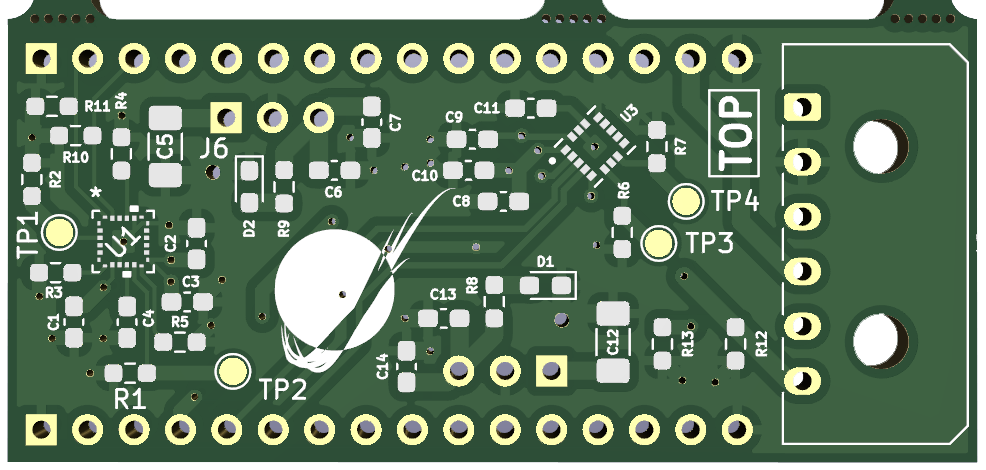 R11
R4
R10
C5
J6
C7
C11
C9
U3
R7
TOP
R2
*
C6
C10
C8
R6
TP4
TP1
U1
C2
D2
R9
TP3
D1
R3
C3
R8
C13
C1
C4
R5
C14
C12
R13
R12
R1
TP2